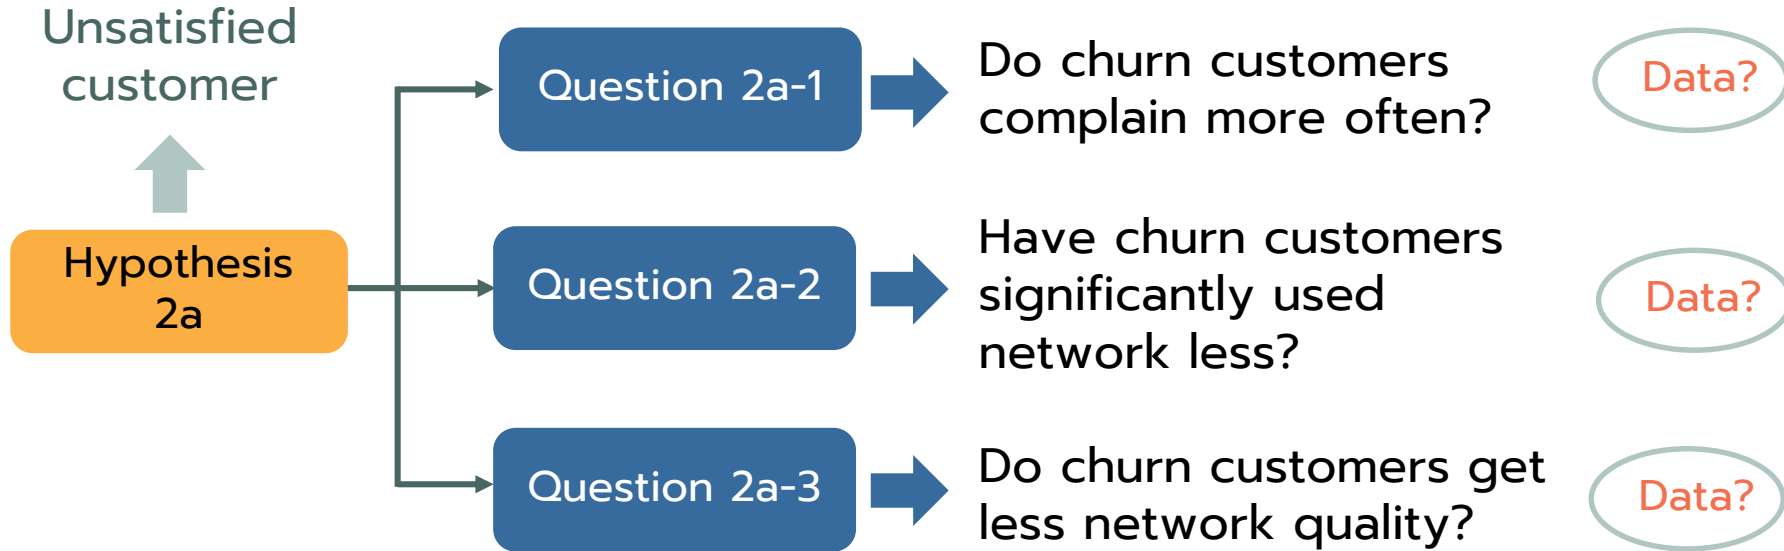 Unsatisfied
customer
Hypothesis
2a
Question 2a-1
Do churn customers
complain more often?
Data?
Question 2a-2
Have churn customers
significantly used
network less?
Data?
Question 2a-3
Do churn customers get
less network quality?
Data?